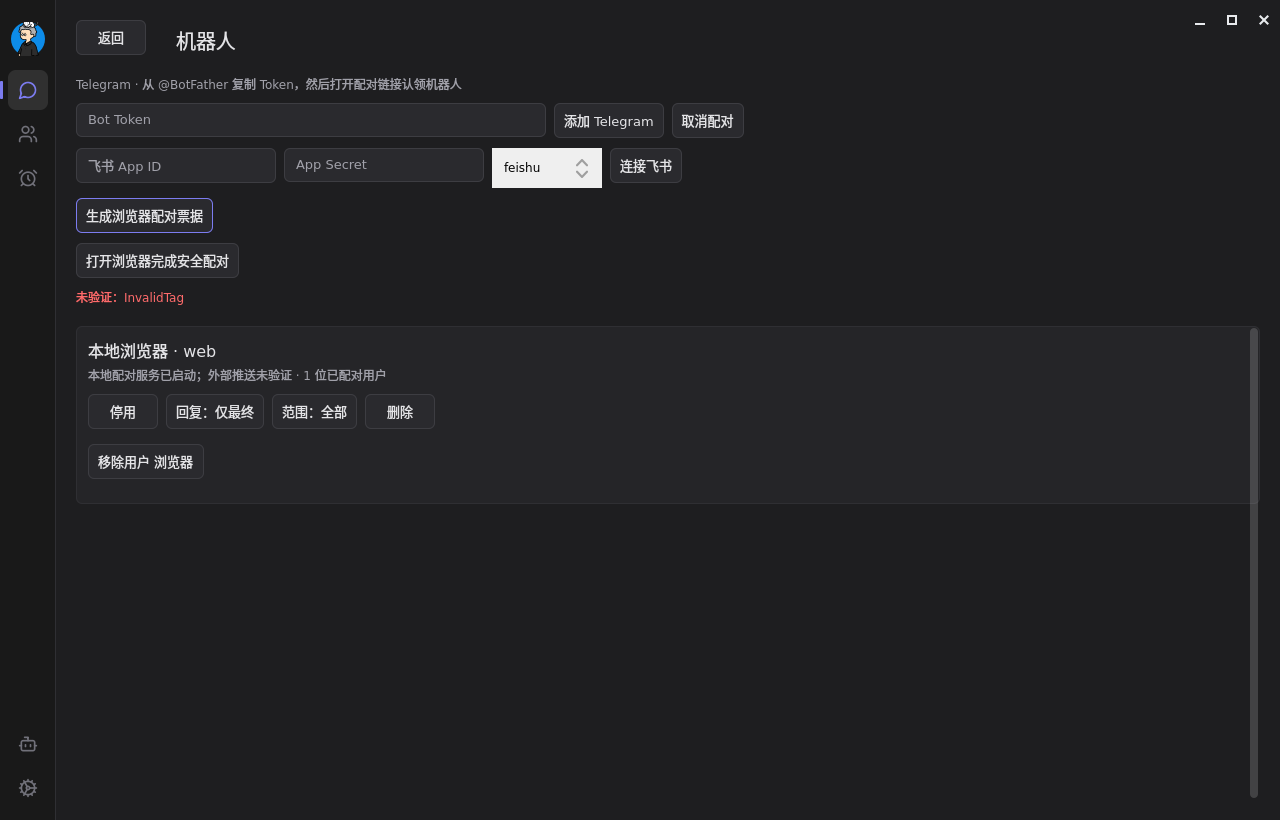 返回
机器人
Telegram · 从 @BotFather 复制 Token，然后打开配对链接认领机器人
Bot Token
添加 Telegram
取消配对
飞书 App ID
App Secret
feishu
连接飞书
生成浏览器配对票据
打开浏览器完成安全配对
未验证：InvalidTag
本地浏览器 · web
本地配对服务已启动；外部推送未验证 · 1 位已配对用户
停用
回复：仅最终
范围：全部
删除
移除用户 浏览器